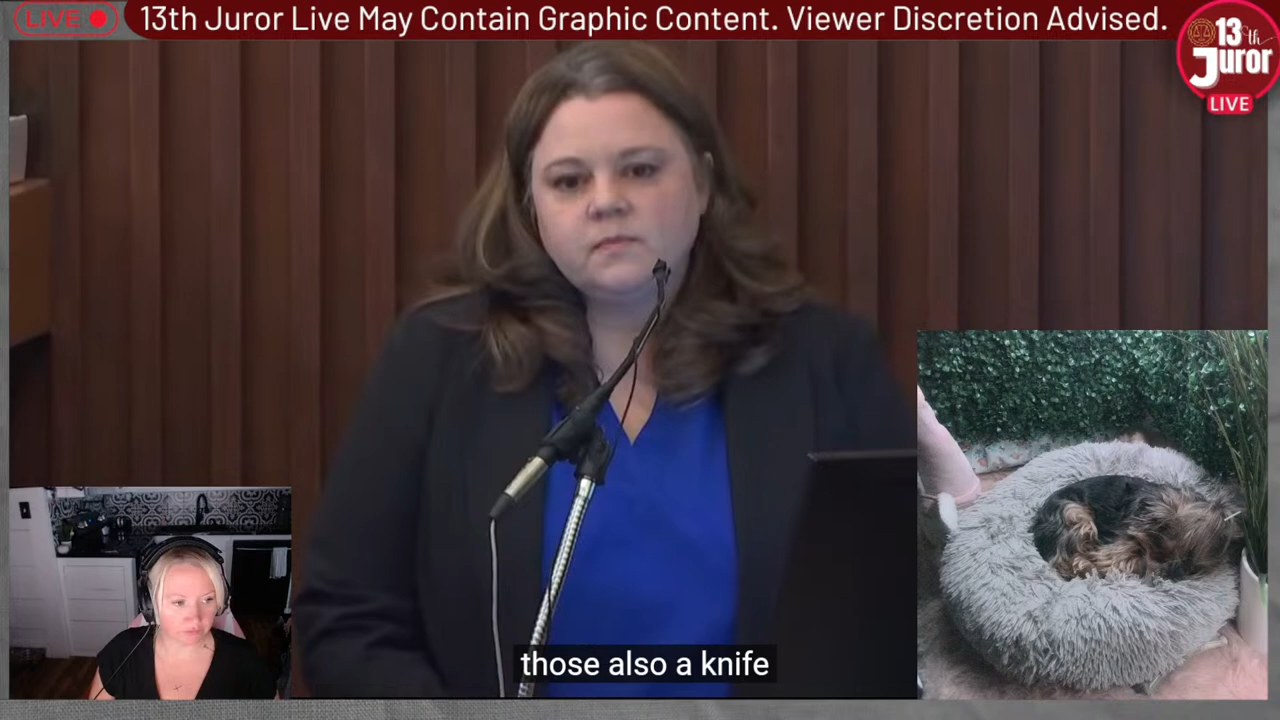 LIVE
13th Juror Live May Contain Graphic Content. Viewer Discretion Advised.
13th
Juror
LIVE
those also a knife